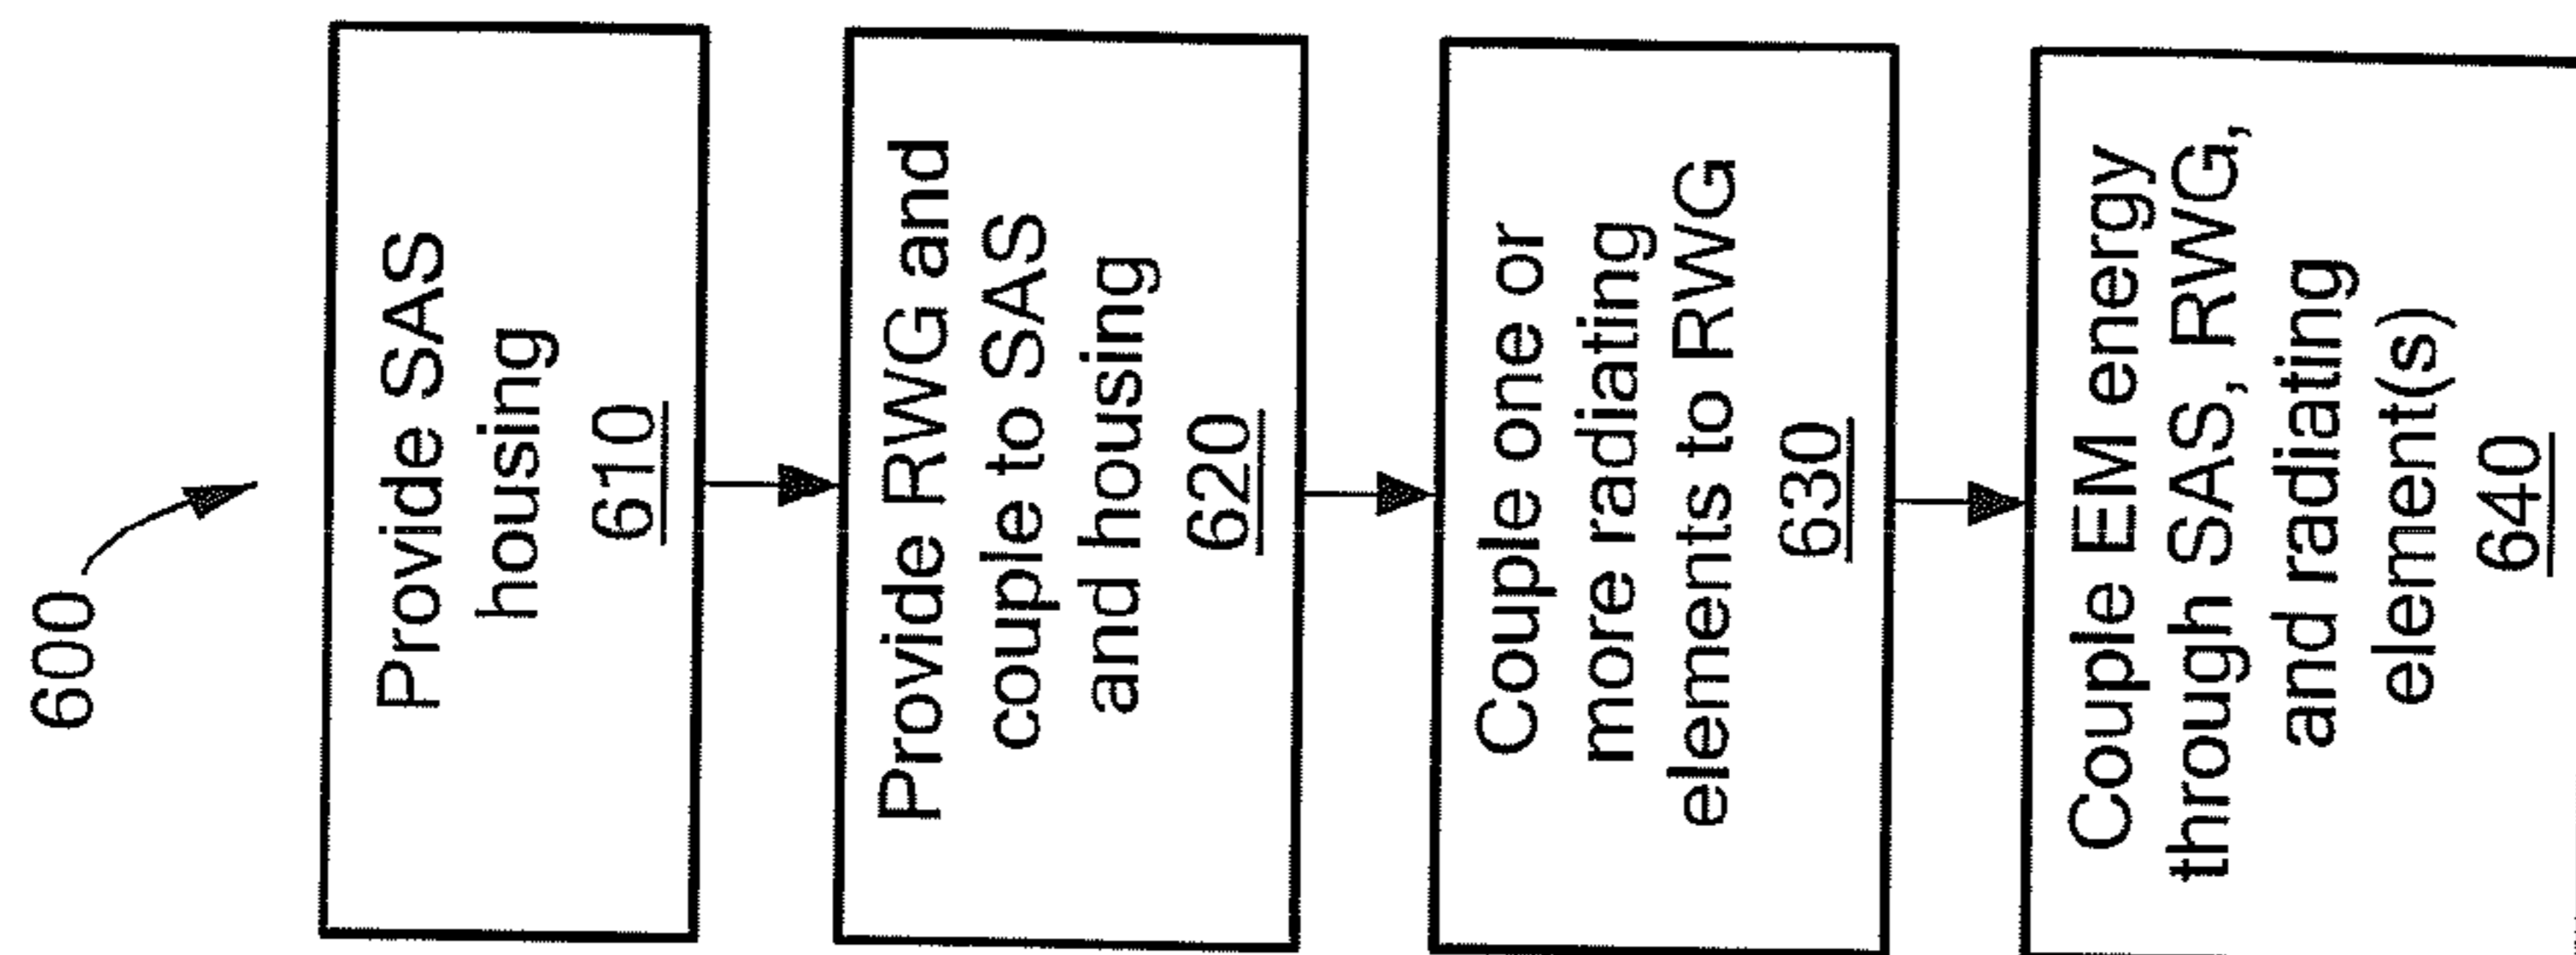 600
Provide SAS
housing
610
Provide RWG and
couple to SAS
and housing
620
Couple one or
more radiating
elements to RWG
630
Couple EM energy
through SAS, RWG,
and radiating
element(s)
640